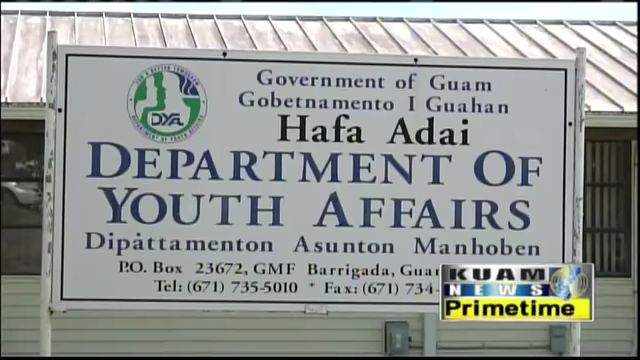 Government of Guam
Gobetnamento I Guahan
Hafa Adai
DYA
DEPARTMENT OF
YOUTH AFFAIRS
Dipåttamenton Asunton Manhoben
P.O. Box 23672, GMF Barrigada,
Tel: (671) 735-5010 * Fax: (671) 734-
KUAM
NEWS
Primetime